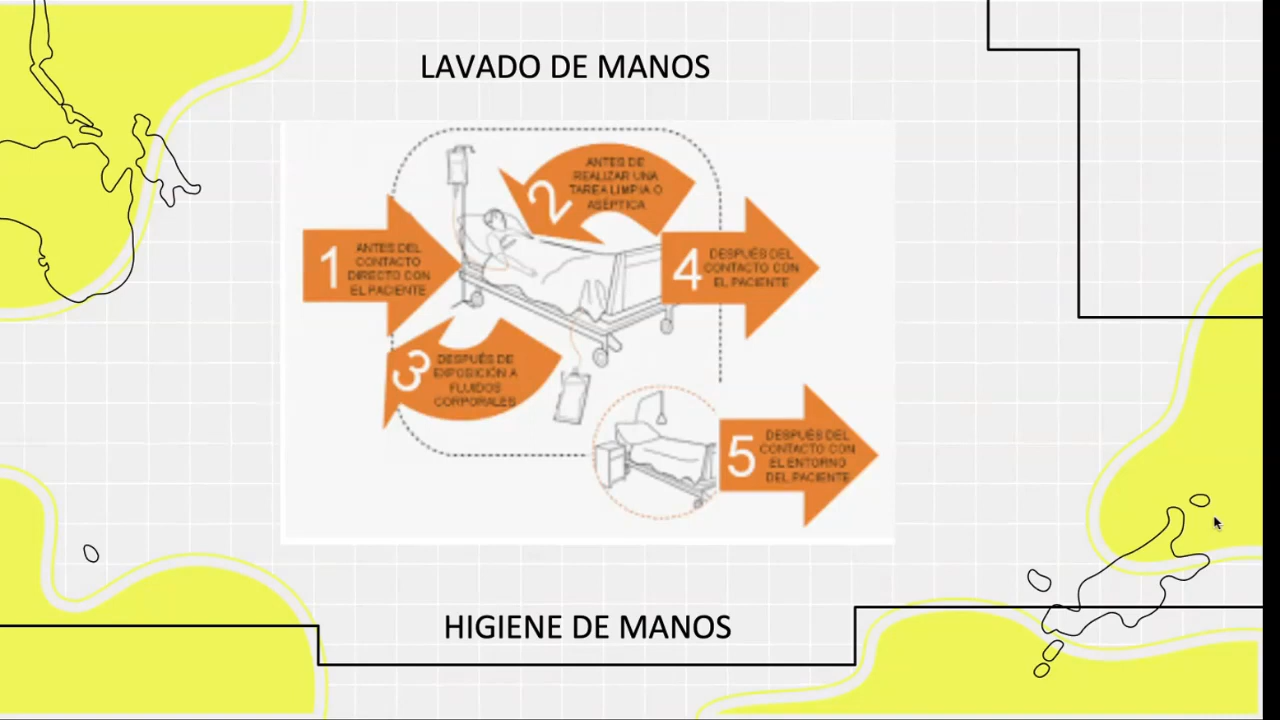 LAVADO DE MANOS
1
ANTES DEL
CONTACTO
DIRECTO CON
EL PACIENTE
2
ANTES DE
REALIZAR UNA
TAREA LIMPIA O
ASÉPTICA
3
DESPUÉS DE
EXPOSICIÓN A
FLUIDOS
CORPORALES
4
DESPUÉS DEL
CONTACTO CON
EL PACIENTE
5
DESPUÉS DEL
CONTACTO CON
EL ENTORNO
DEL PACIENTE
HIGIENE DE MANOS